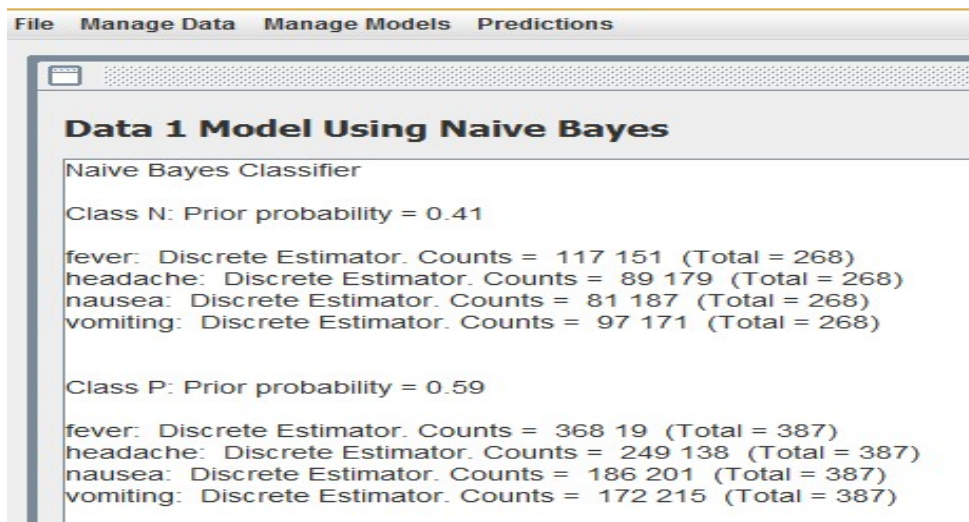 File Manage Data Manage Models Predictions
Data 1 Model Using Naive Bayes
Naive Bayes Classifier
Class N: Prior probability = 0.41
fever: Discrete Estimator. Counts = 117 151 (Total = 268)
headache: Discrete Estimator. Counts = 89 179 (Total = 268)
nausea: Discrete Estimator. Counts = 81 187 (Total = 268)
vomiting: Discrete Estimator. Counts = 97 171 (Total = 268)
Class P: Prior probability = 0.59
fever: Discrete Estimator. Counts = 368 19 (Total = 387)
headache: Discrete Estimator. Counts = 249 138 (Total = 387)
nausea: Discrete Estimator. Counts = 186 201 (Total = 387)
vomiting: Discrete Estimator. Counts = 172 215 (Total = 387)